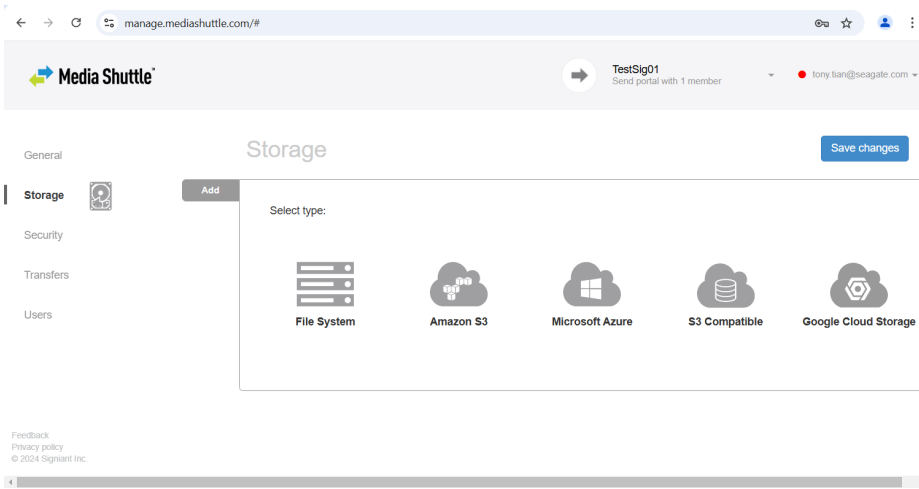 manage.mediashuttle.com/#
Media Shuttle™
TestSig01
Send portal with 1 member
tony.tian@seagate.com
General
Storage
Security
Transfers
Users
Storage
Save changes
Add
Select type:
File System
Amazon S3
Microsoft Azure
S3 Compatible
Google Cloud Storage
Feedback
Privacy policy
© 2024 Signiant Inc.